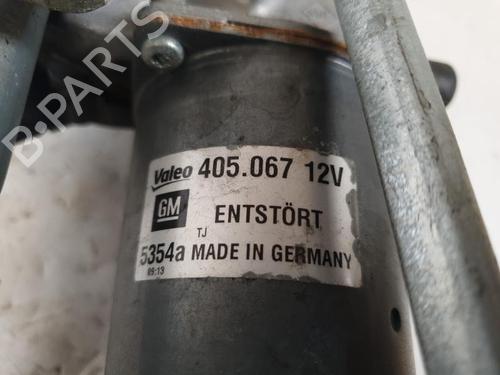 B-PARTS
Valeo 405.067 12V
GM ENTSTÖRT
TJ
5354a MADE IN GERMANY
09:13